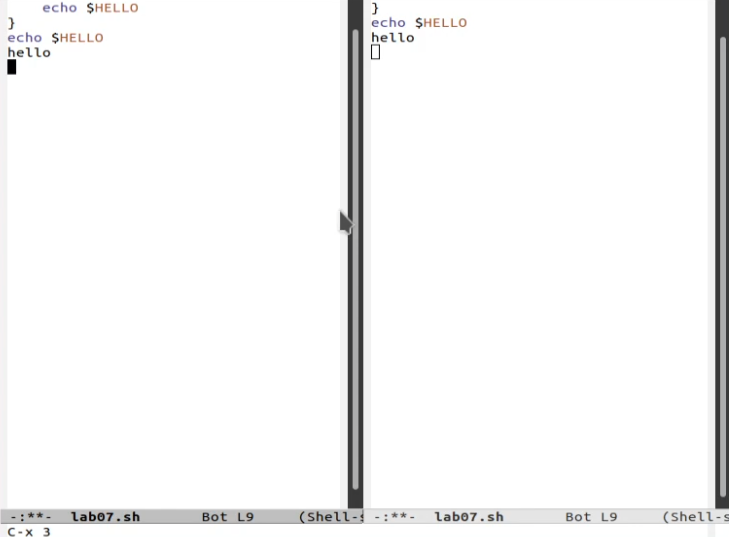 echo $HELLO
}
echo $HELLO
hello
}
echo $HELLO
hello
-:**-  lab07.sh       Bot L9     (Shell-s
-:**-  lab07.sh       Bot L9     (Shell-s
C-x 3